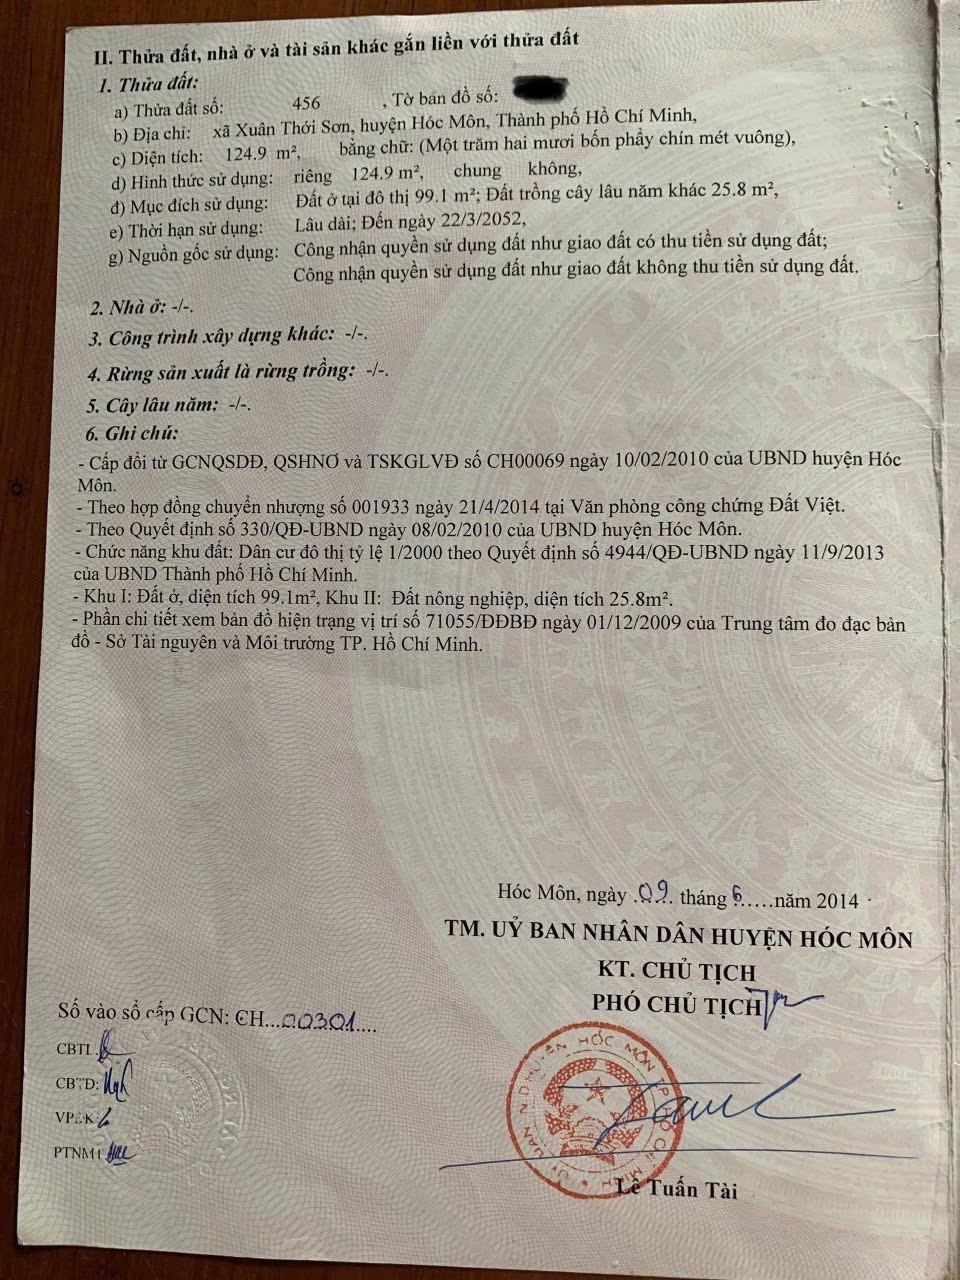 II. Thửa đất, nhà ở và tài sản khác gắn liền với thửa đất
1. Thửa đất:
a) Thửa đất số: 456 , Tờ bản đồ số:
b) Địa chỉ: xã Xuân Thới Sơn, huyện Hóc Môn, Thành phố Hồ Chí Minh,
c) Diện tích: 124.9 m², bằng chữ: (Một trăm hai mươi bốn phẩy chín mét vuông),
d) Hình thức sử dụng: riêng 124.9 m², chung không,
đ) Mục đích sử dụng: Đất ở tại đô thị 99.1 m²; Đất trồng cây lâu năm khác 25.8 m²,
e) Thời hạn sử dụng: Lâu dài; Đến ngày 22/3/2052,
g) Nguồn gốc sử dụng: Công nhận quyền sử dụng đất như giao đất có thu tiền sử dụng đất;
Công nhận quyền sử dụng đất như giao đất không thu tiền sử dụng đất.
2. Nhà ở: -/-.
3. Công trình xây dựng khác: -/-.
4. Rừng sản xuất là rừng trồng: -/-.
5. Cây lâu năm: -/-.
6. Ghi chú:
- Cấp đổi từ GCNQSDĐ, QSHNƠ và TSKGLVĐ số CH00069 ngày 10/02/2010 của UBND huyện Hóc
Môn.
- Theo hợp đồng chuyển nhượng số 001933 ngày 21/4/2014 tại Văn phòng công chứng Đất Việt.
- Theo Quyết định số 330/QĐ-UBND ngày 08/02/2010 của UBND huyện Hóc Môn.
- Chức năng khu đất: Dân cư đô thị tỷ lệ 1/2000 theo Quyết định số 4944/QĐ-UBND ngày 11/9/2013
của UBND Thành phố Hồ Chí Minh.
- Khu I: Đất ở, diện tích 99.1m², Khu II: Đất nông nghiệp, diện tích 25.8m².
- Phần chi tiết xem bản đồ hiện trạng vị trí số 71055/ĐĐBĐ ngày 01/12/2009 của Trung tâm đo đạc bản
đồ - Sở Tài nguyên và Môi trường TP. Hồ Chí Minh.
Hóc Môn, ngày .09. tháng 6.....năm 2014
TM. UỶ BAN NHÂN DÂN HUYỆN HÓC MÔN
KT. CHỦ TỊCH
PHÓ CHỦ TỊCH
Số vào sổ cấp GCN: CH...00301....
CBTL
CBTĐ:
PTNMT
HUYỆN HÓC MÔN TP HỒ CHÍ MINH
Lê Tuấn Tài